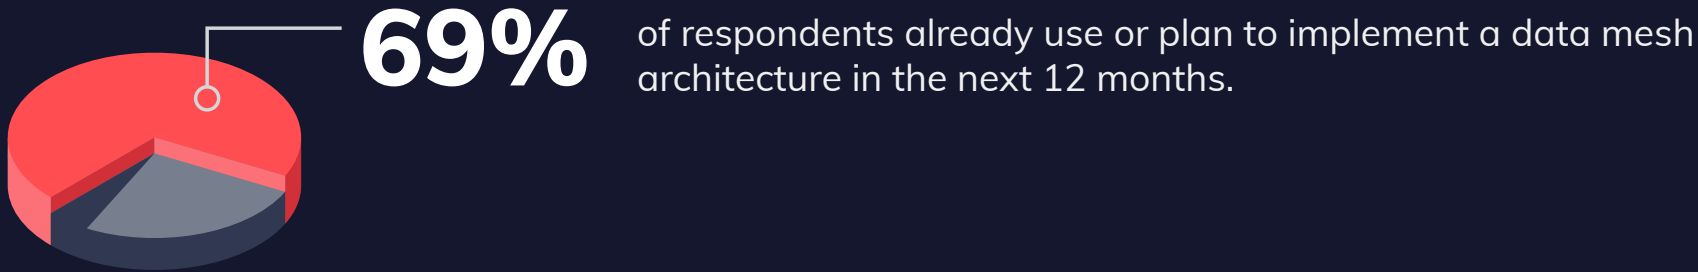 69%
of respondents already use or plan to implement a data mesh
architecture in the next 12 months.